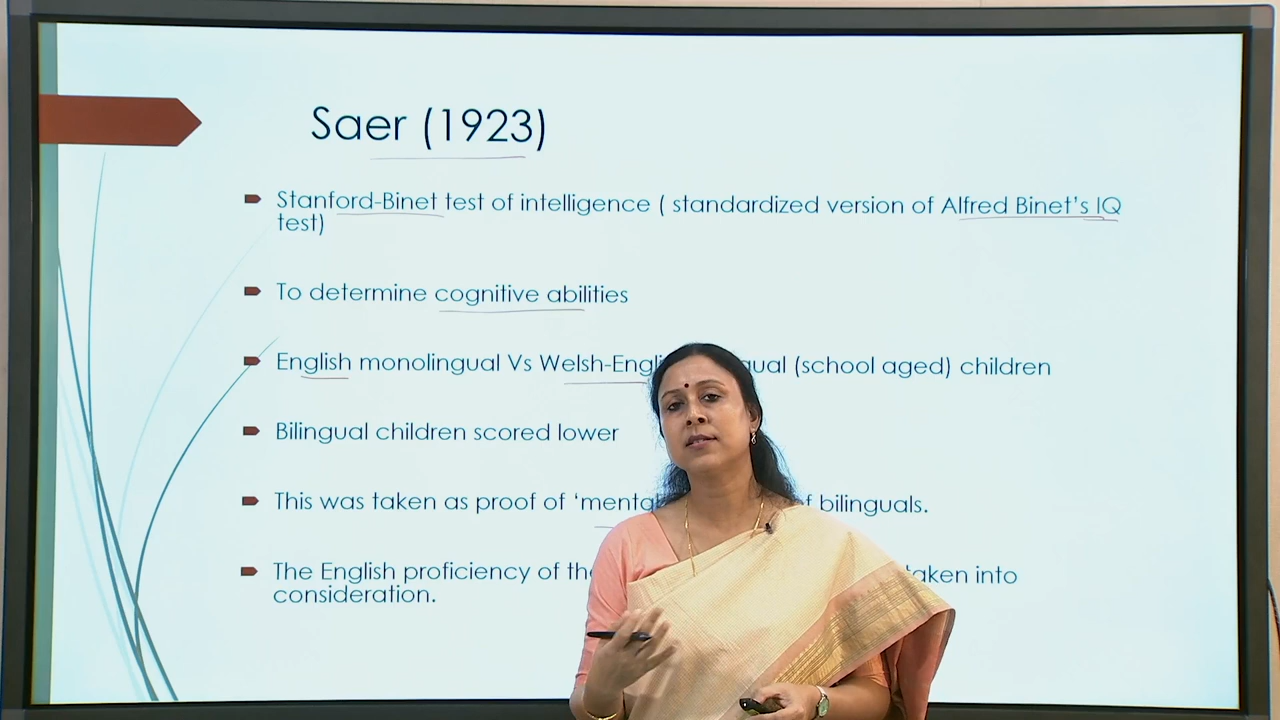 Saer (1923)
Stanford-Binet test of intelligence ( standardized version of Alfred Binet's IQ
test)
To determine cognitive abilities
English monolingual Vs Welsh-Engli (school aged) children
Bilingual children scored lower
This was taken as proof of ‘ of bilinguals.
The English proficiency of the taken into
consideration.